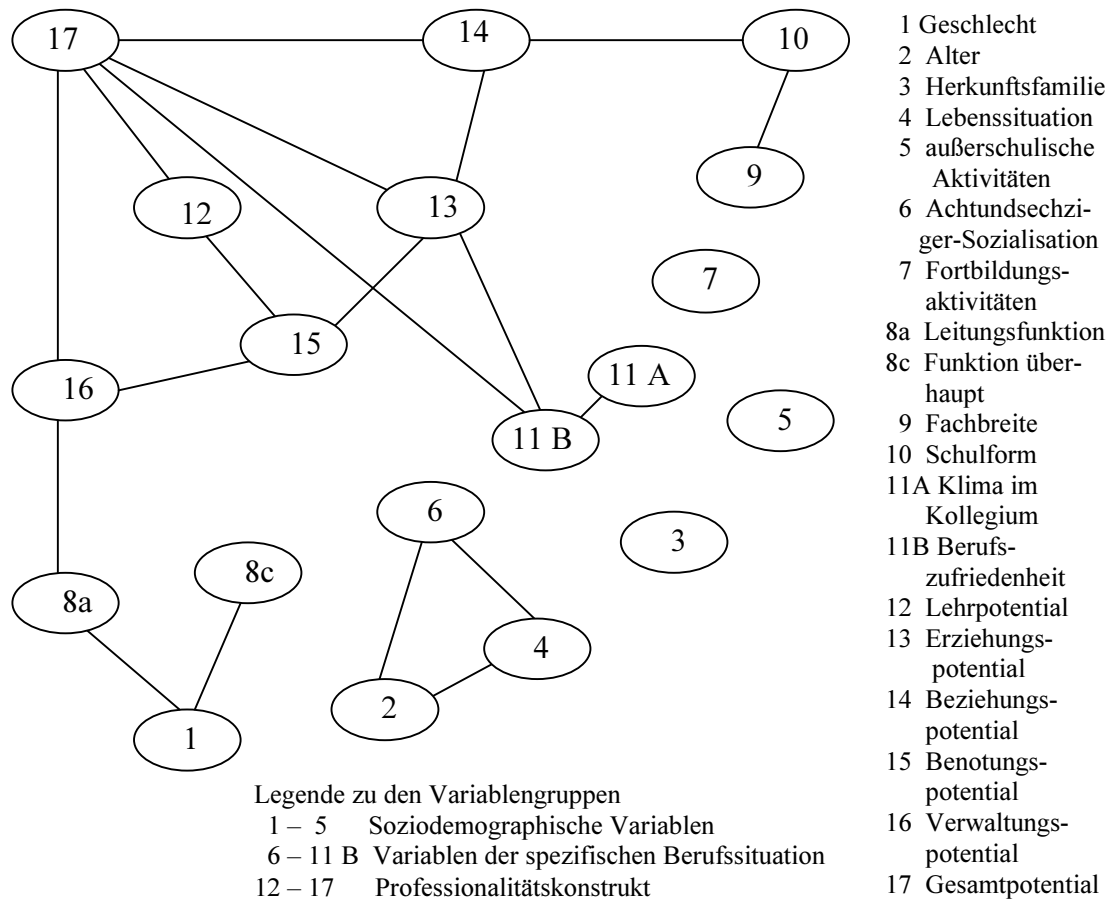 17
14
10
9
12
13
7
15
11 A
16
5
11 B
6
3
8c
8a
4
2
1
1 Geschlecht
2 Alter
3 Herkunftsfamilie
4 Lebenssituation
5 außerschulische
Aktivitäten
6 Achtundsechzi-
ger-Sozialisation
7 Fortbildungs-
aktivitäten
8a Leitungsfunktion
8c Funktion über-
haupt
9 Fachbreite
10 Schulform
11A Klima im
Kollegium
11B Berufs-
zufriedenheit
12 Lehrpotential
13 Erziehungs-
potential
14 Beziehungs-
potential
15 Benotungs-
potential
16 Verwaltungs-
potential
17 Gesamtpotential
Legende zu den Variablengruppen
1 – 5 Soziodemographische Variablen
6 – 11 B Variablen der spezifischen Berufssituation
12 – 17 Professionalitätskonstrukt